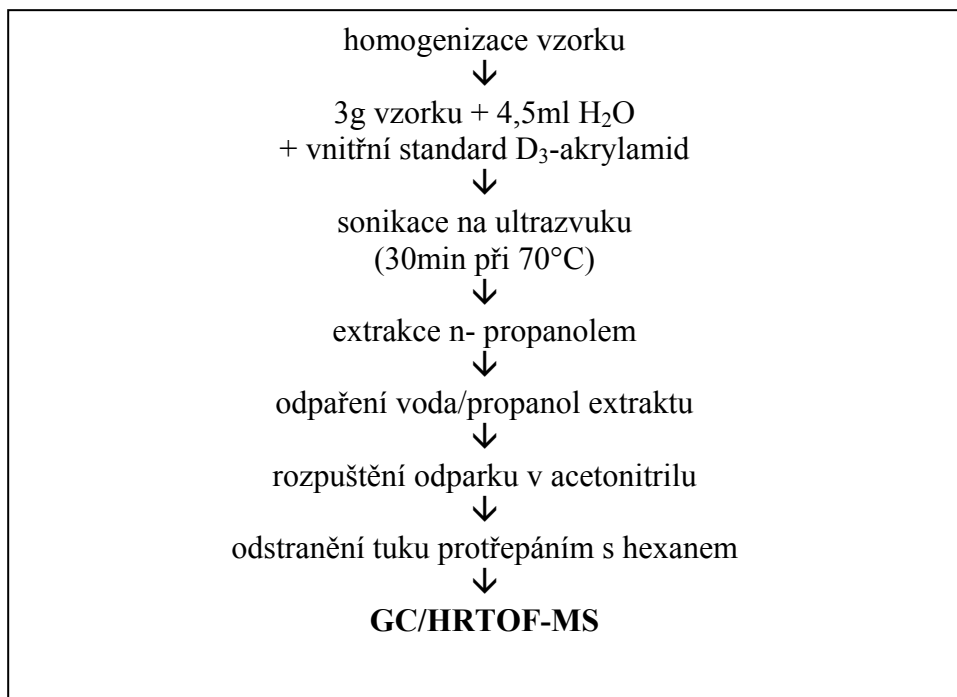 homogenizace vzorku
↓
3g vzorku + 4,5ml H₂O
+ vnitřní standard D₃-akrylamid
↓
sonikace na ultrazvuku
(30min při 70°C)
↓
extrakce n- propanolem
↓
odpaření voda/propanol extraktu
↓
rozpuštění odparku v acetonitrilu
↓
odstranění tuku protřepáním s hexanem
↓
GC/HRTOF-MS